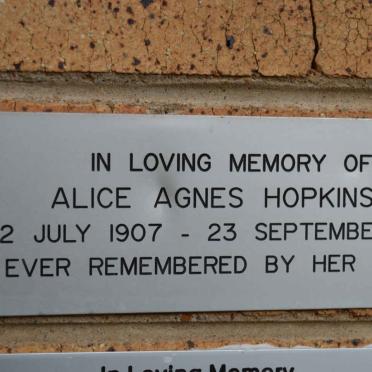 IN LOVING MEMORY OF
ALICE AGNES HOPKINS
2 JULY 1907 - 23 SEPTEMBE
EVER REMEMBERED BY HER
In Loving Memory